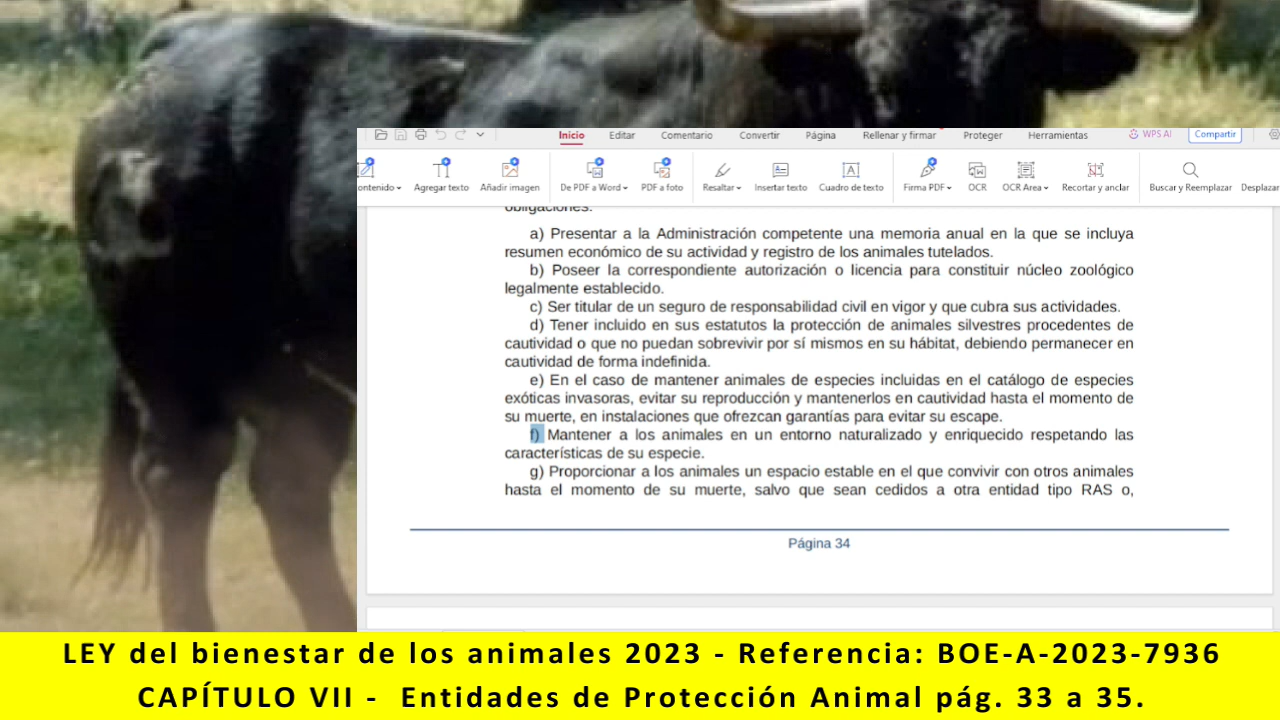 Inicio Editar Comentario Convertir Página Rellenar y firmar Proteger Herramientas WPS AI Compartir
ontenido Agregar texto Añadir imagen De PDF a Word PDF a foto Resaltar Insertar texto Cuadro de texto Firma PDF OCR OCR Area Recortar y anclar Buscar y Reemplazar Desplazar
obligaciones:
a) Presentar a la Administración competente una memoria anual en la que se incluya
resumen económico de su actividad y registro de los animales tutelados.
b) Poseer la correspondiente autorización o licencia para constituir núcleo zoológico
legalmente establecido.
c) Ser titular de un seguro de responsabilidad civil en vigor y que cubra sus actividades.
d) Tener incluido en sus estatutos la protección de animales silvestres procedentes de
cautividad o que no puedan sobrevivir por sí mismos en su hábitat, debiendo permanecer en
cautividad de forma indefinida.
e) En el caso de mantener animales de especies incluidas en el catálogo de especies
exóticas invasoras, evitar su reproducción y mantenerlos en cautividad hasta el momento de
su muerte, en instalaciones que ofrezcan garantías para evitar su escape.
f) Mantener a los animales en un entorno naturalizado y enriquecido respetando las
características de su especie.
g) Proporcionar a los animales un espacio estable en el que convivir con otros animales
hasta el momento de su muerte, salvo que sean cedidos a otra entidad tipo RAS o,
Página 34
LEY del bienestar de los animales 2023 - Referencia: BOE-A-2023-7936
CAPÍTULO VII - Entidades de Protección Animal pág. 33 a 35.